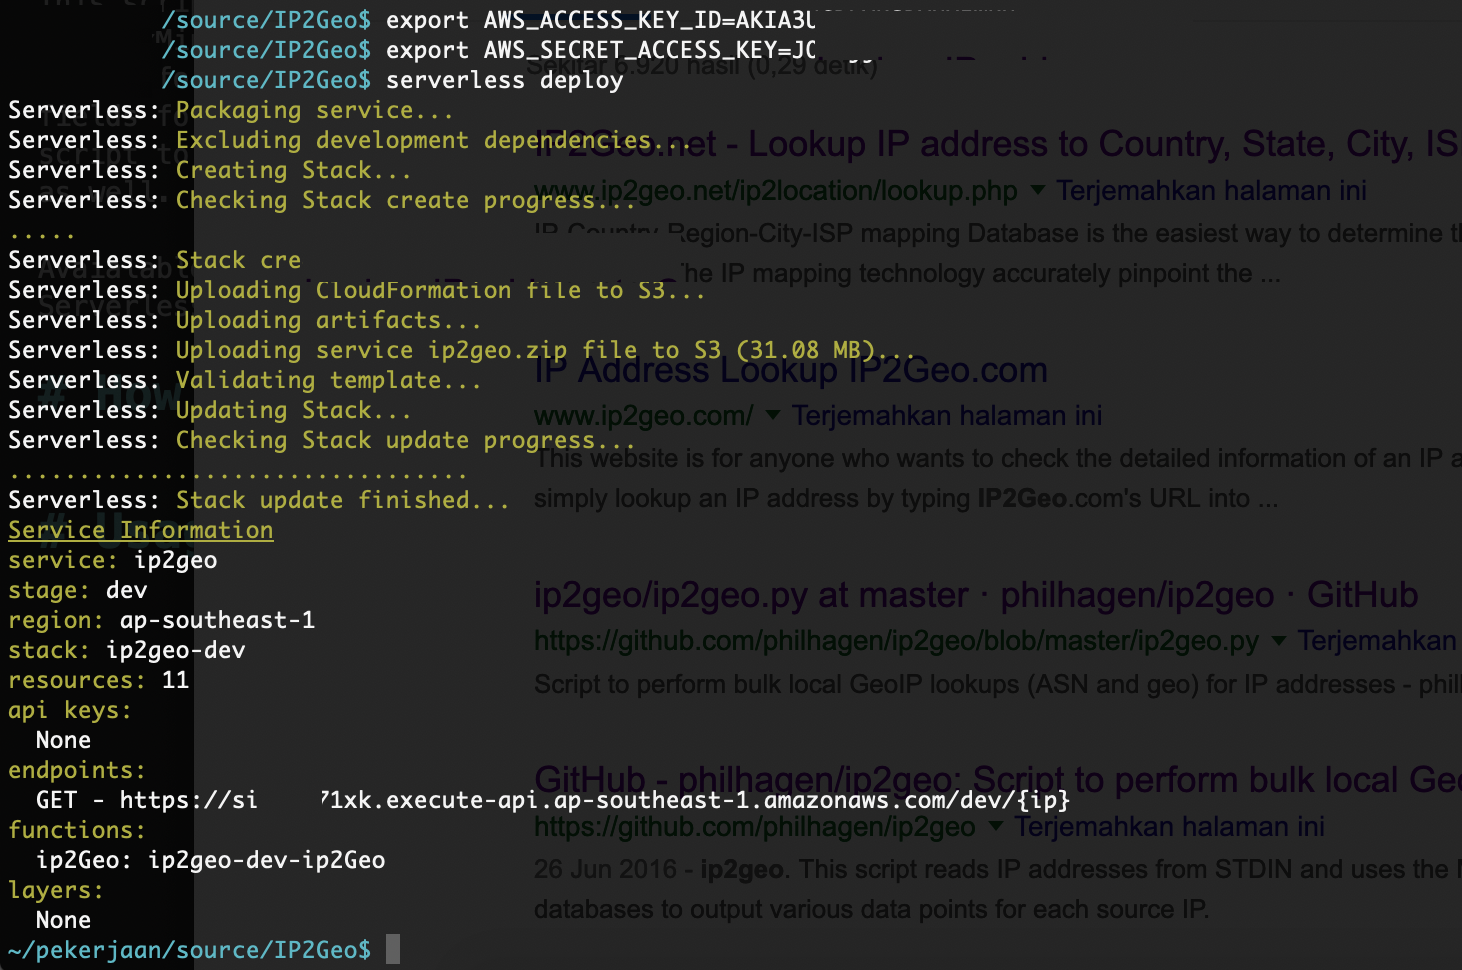 /source/IP2Geo$ export AWS_ACCESS_KEY_ID=AKIA3U
/source/IP2Geo$ export AWS_SECRET_ACCESS_KEY=JO
Sekitar 6.920 hasil (0,29 detik)
/source/IP2Geo$ serverless deploy
Serverless: Packaging service...
Serverless: Excluding development dependencies...
IP2Geo.net - Lookup IP address to Country, State, City, IS
Serverless: Creating Stack...
Serverless: Checking Stack create progress...
www.ip2geo.net/ip2location/lookup.php ▼ Terjemahkan halaman ini
.....
IP Country Region-City-ISP mapping Database is the easiest way to determine th
Serverless: Stack cre
The IP mapping technology accurately pinpoint the ...
Serverless: Uploading CloudFormation file to S3...
Serverless: Uploading artifacts...
Serverless: Uploading service ip2geo.zip file to S3 (31.08 MB)...
IP Address Lookup IP2Geo.com
Serverless: Validating template...
# How
Serverless: Updating Stack...
www.ip2geo.com/ ▼ Terjemahkan halaman ini
Serverless: Checking Stack update progress...
This website is for anyone who wants to check the detailed information of an IP a
.................................
Serverless: Stack update finished...
simply lookup an IP address by typing IP2Geo.com's URL into ...
Service Information
service: ip2geo
stage: dev
ip2geo/ip2geo.py at master · philhagen/ip2geo · GitHub
region: ap-southeast-1
https://github.com/philhagen/ip2geo/blob/master/ip2geo.py ▼ Terjemahkan
stack: ip2geo-dev
resources: 11
Script to perform bulk local GeoIP lookups (ASN and geo) for IP addresses - phil
api keys:
None
endpoints:
GitHub - philhagen/ip2geo: Script to perform bulk local Geo
GET - https://si 71xk.execute-api.ap-southeast-1.amazonaws.com/dev/{ip}
functions:
https://github.com/philhagen/ip2geo ▼ Terjemahkan halaman ini
ip2Geo: ip2geo-dev-ip2Geo
26 Jun 2016 - ip2geo. This script reads IP addresses from STDIN and uses the
layers:
None
databases to output various data points for each source IP.
~/pekerjaan/source/IP2Geo$